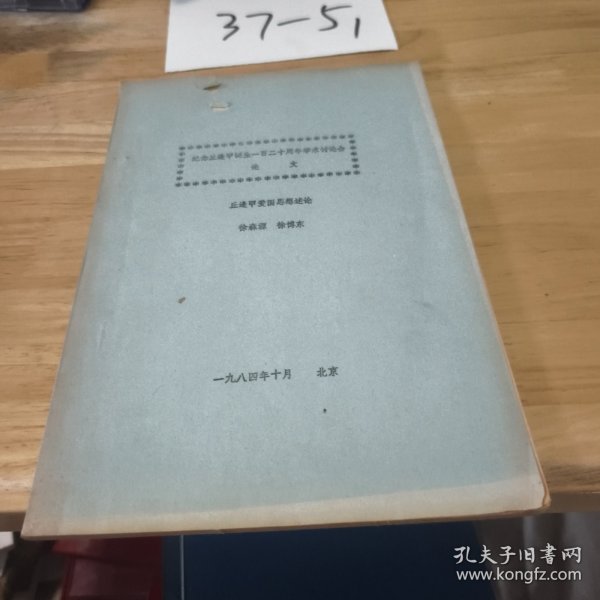 37-51
纪念丘逢甲诞生一百二十周年学术讨论会
论 文
丘逢甲爱国思想述论
徐森源 徐博东
一九八四年十月 北京
孔夫子旧书网
www.kongfz.com